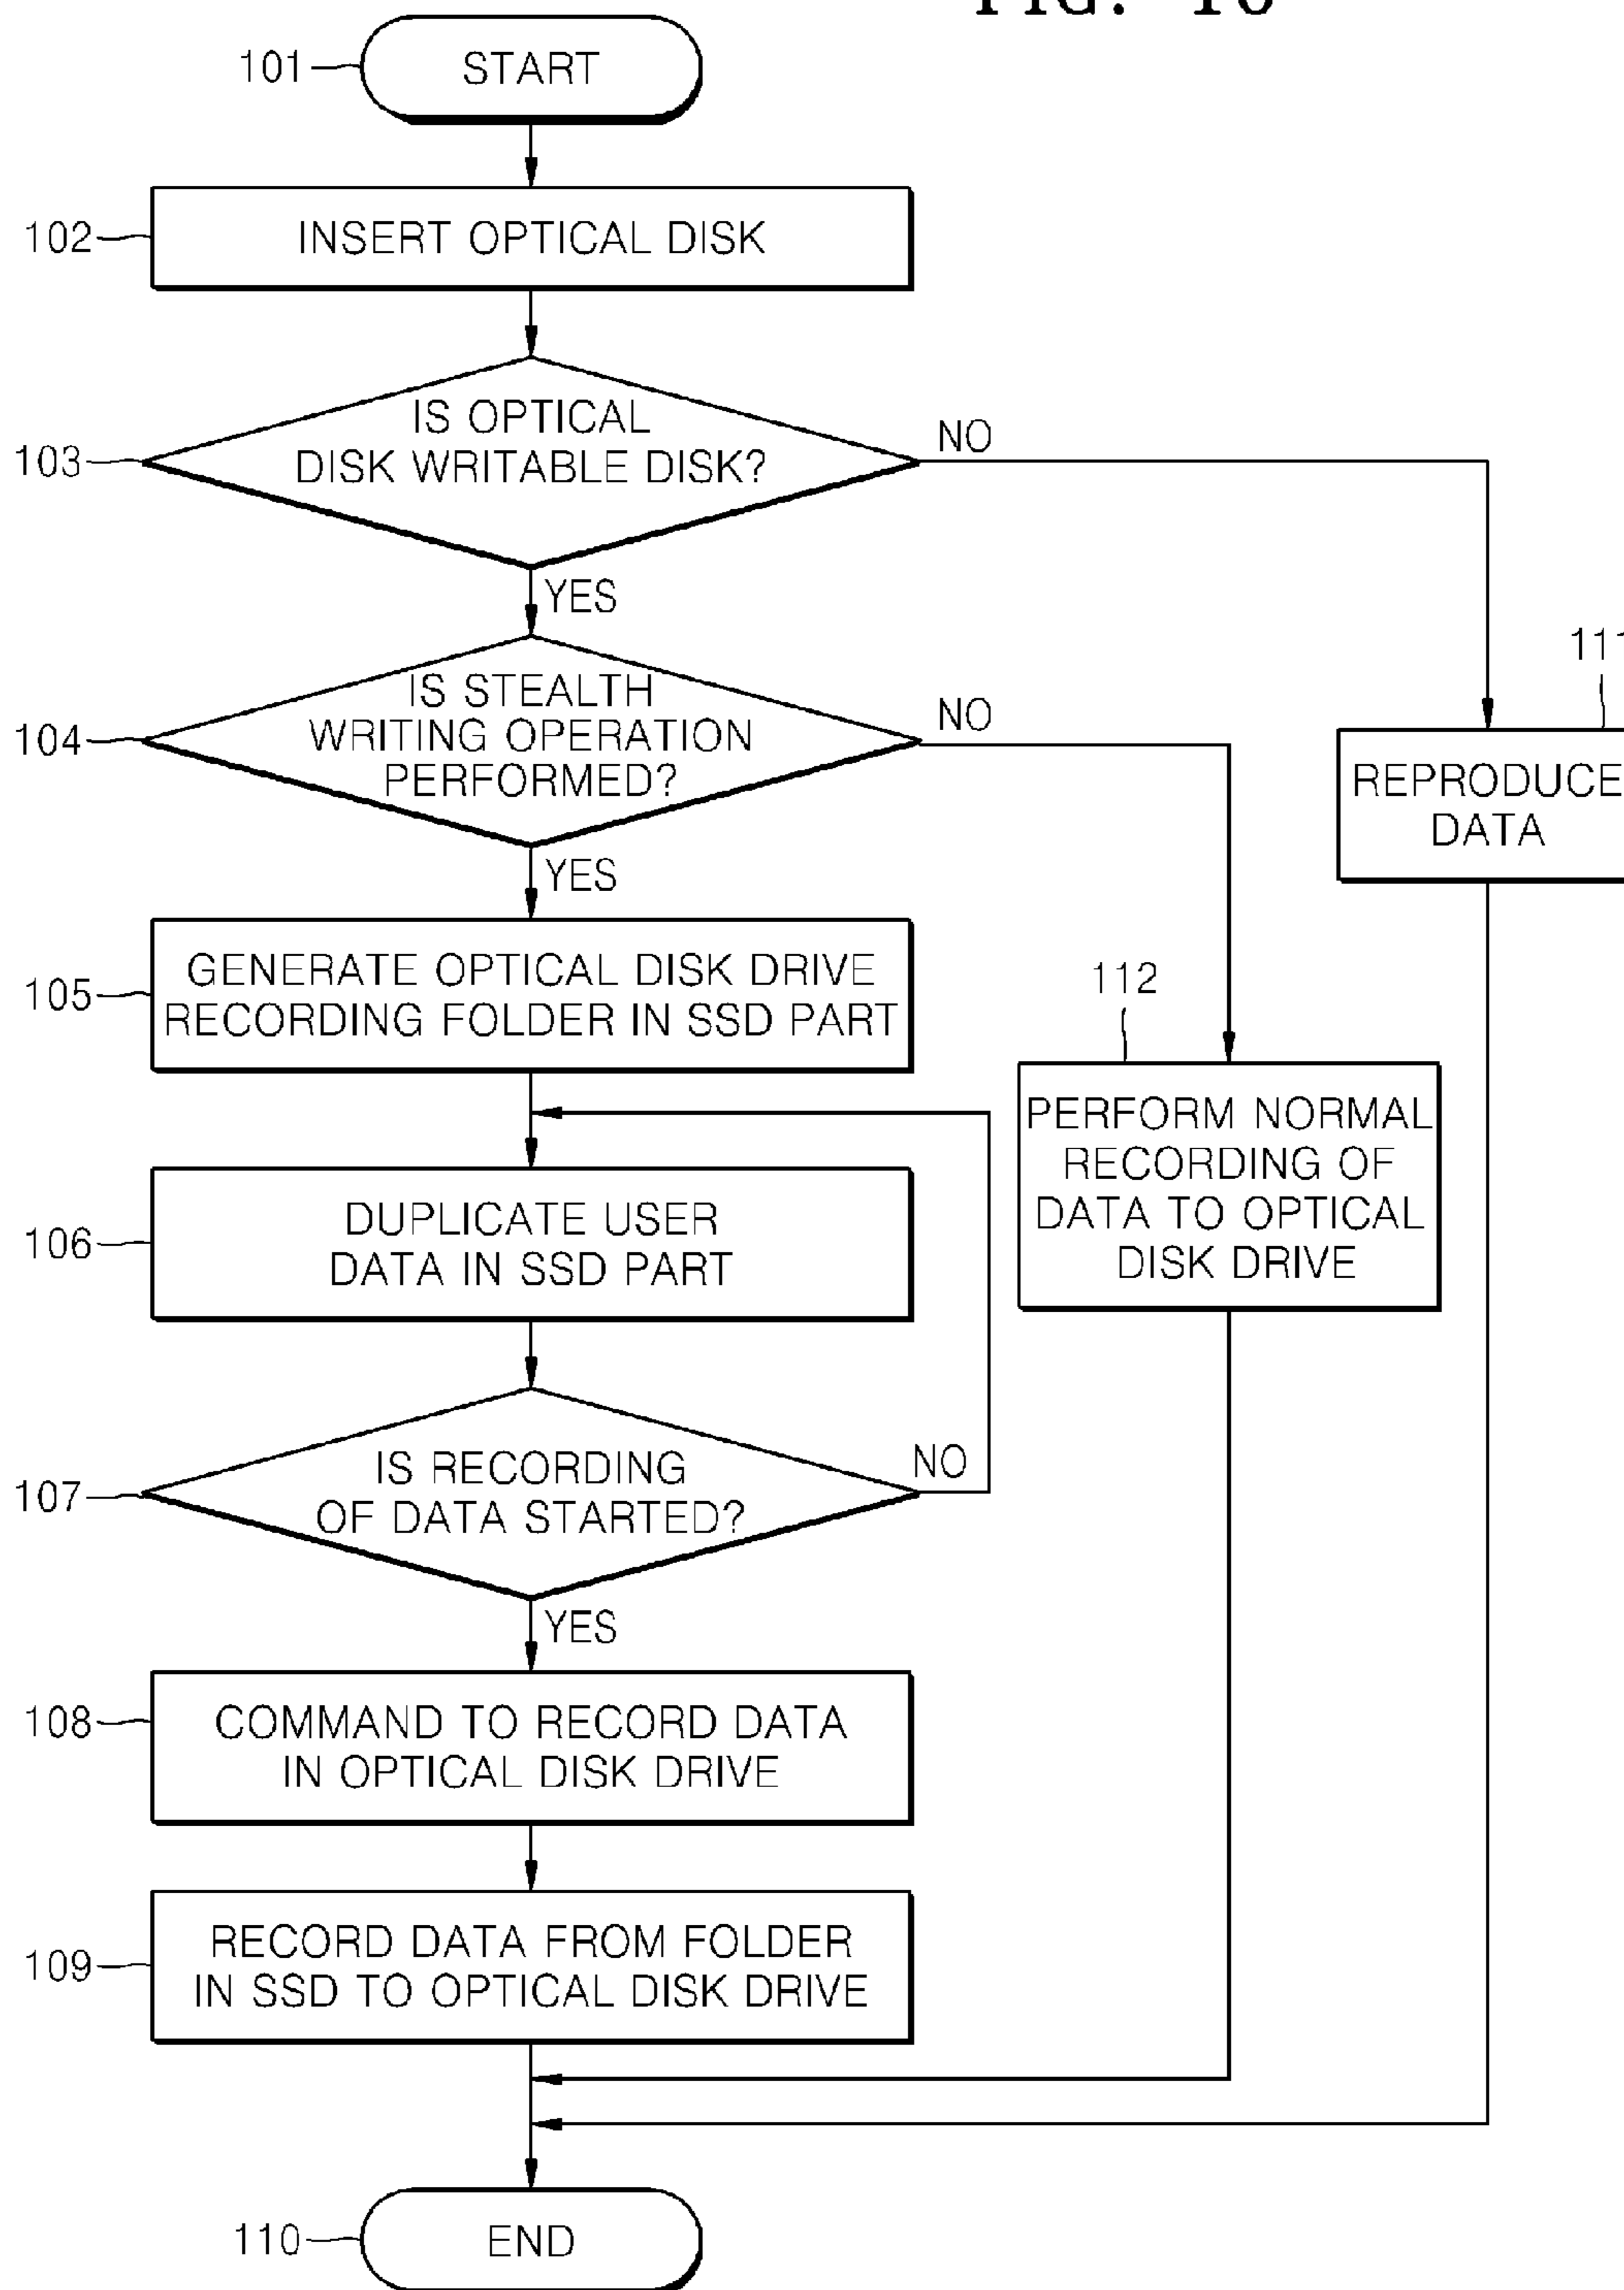 FIG.
101
START
102
INSERT OPTICAL DISK
103
IS OPTICAL
DISK WRITABLE DISK?
NO
YES
104
IS STEALTH
WRITING OPERATION
PERFORMED?
NO
YES
111
REPRODUCE
DATA
105
GENERATE OPTICAL DISK DRIVE
RECORDING FOLDER IN SSD PART
112
PERFORM NORMAL
RECORDING OF
DATA TO OPTICAL
DISK DRIVE
106
DUPLICATE USER
DATA IN SSD PART
107
IS RECORDING
OF DATA STARTED?
NO
YES
108
COMMAND TO RECORD DATA
IN OPTICAL DISK DRIVE
109
RECORD DATA FROM FOLDER
IN SSD TO OPTICAL DISK DRIVE
110
END